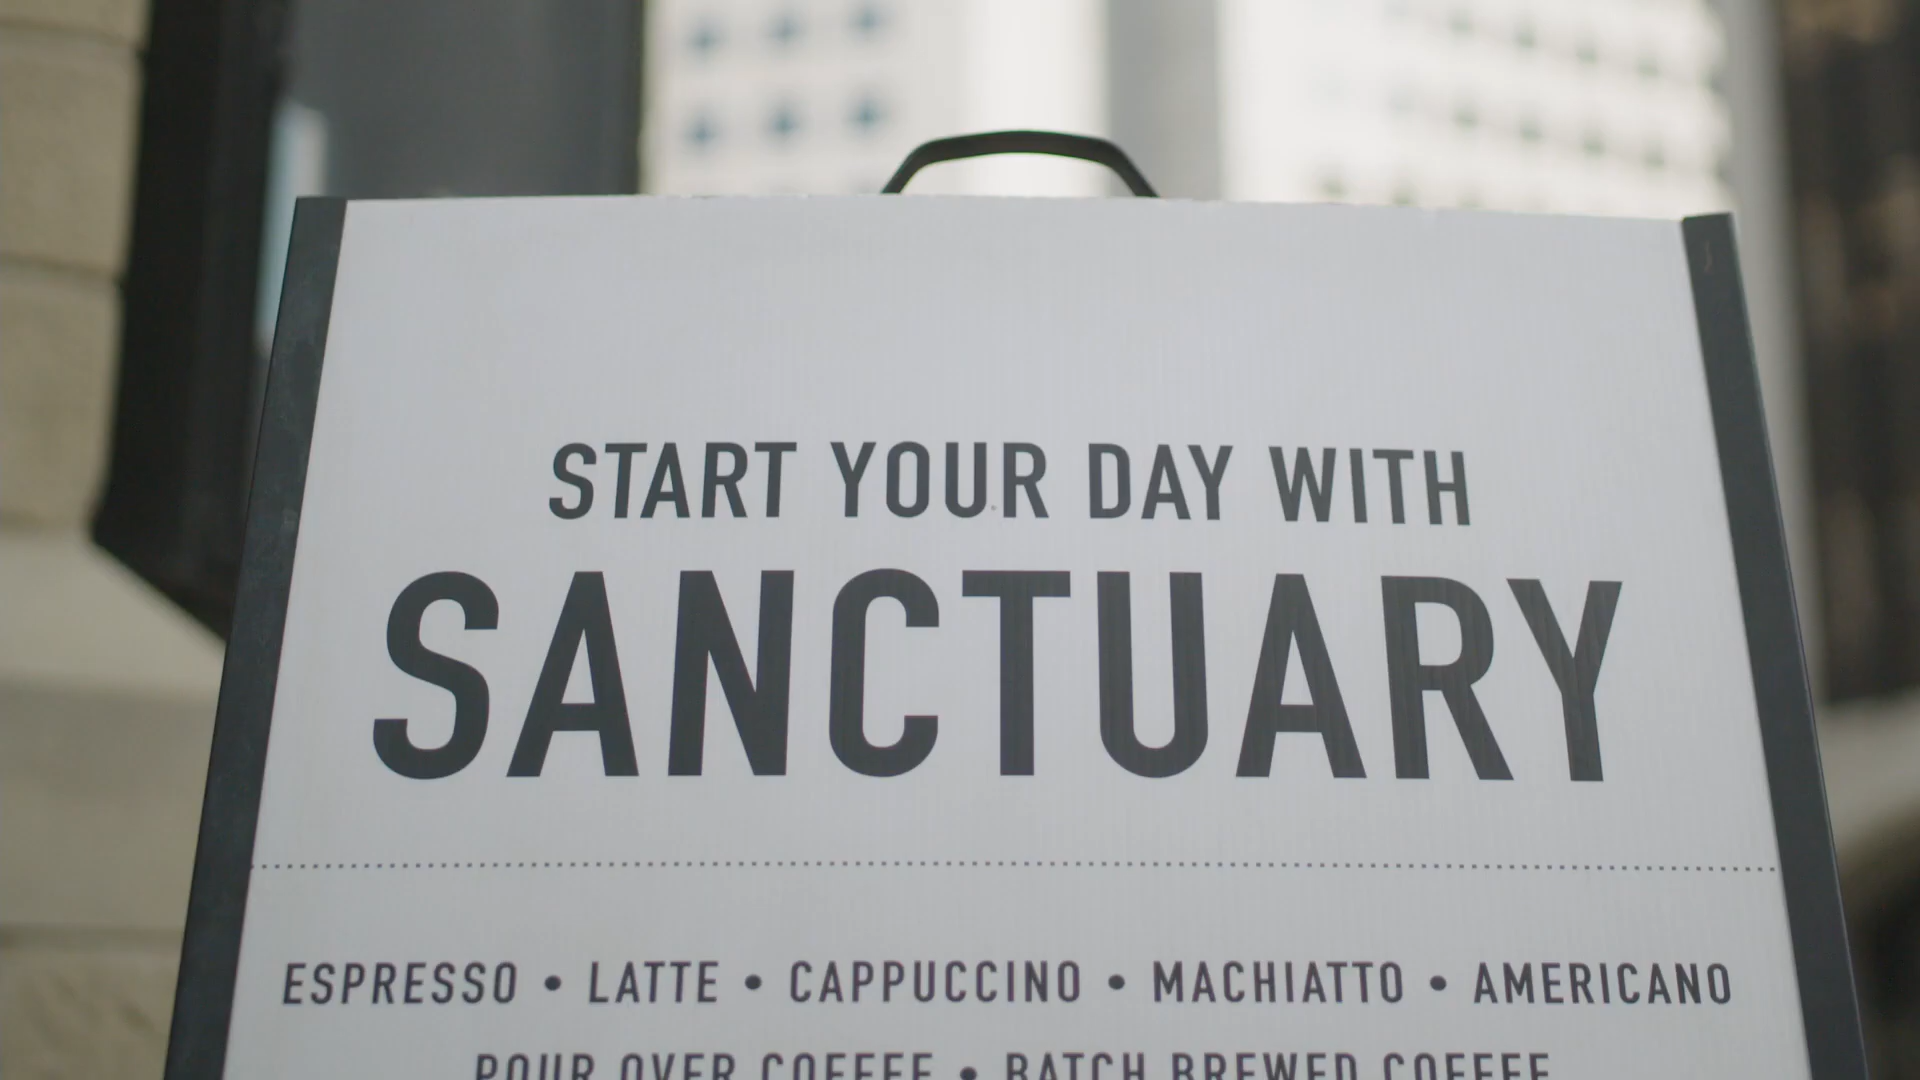 START YOUR DAY WITH
SANCTUARY
ESPRESSO • LATTE • CAPPUCCINO • MACHIATTO • AMERICANO
POUR OVER COFFEE • BATCH BREWED COFFEE